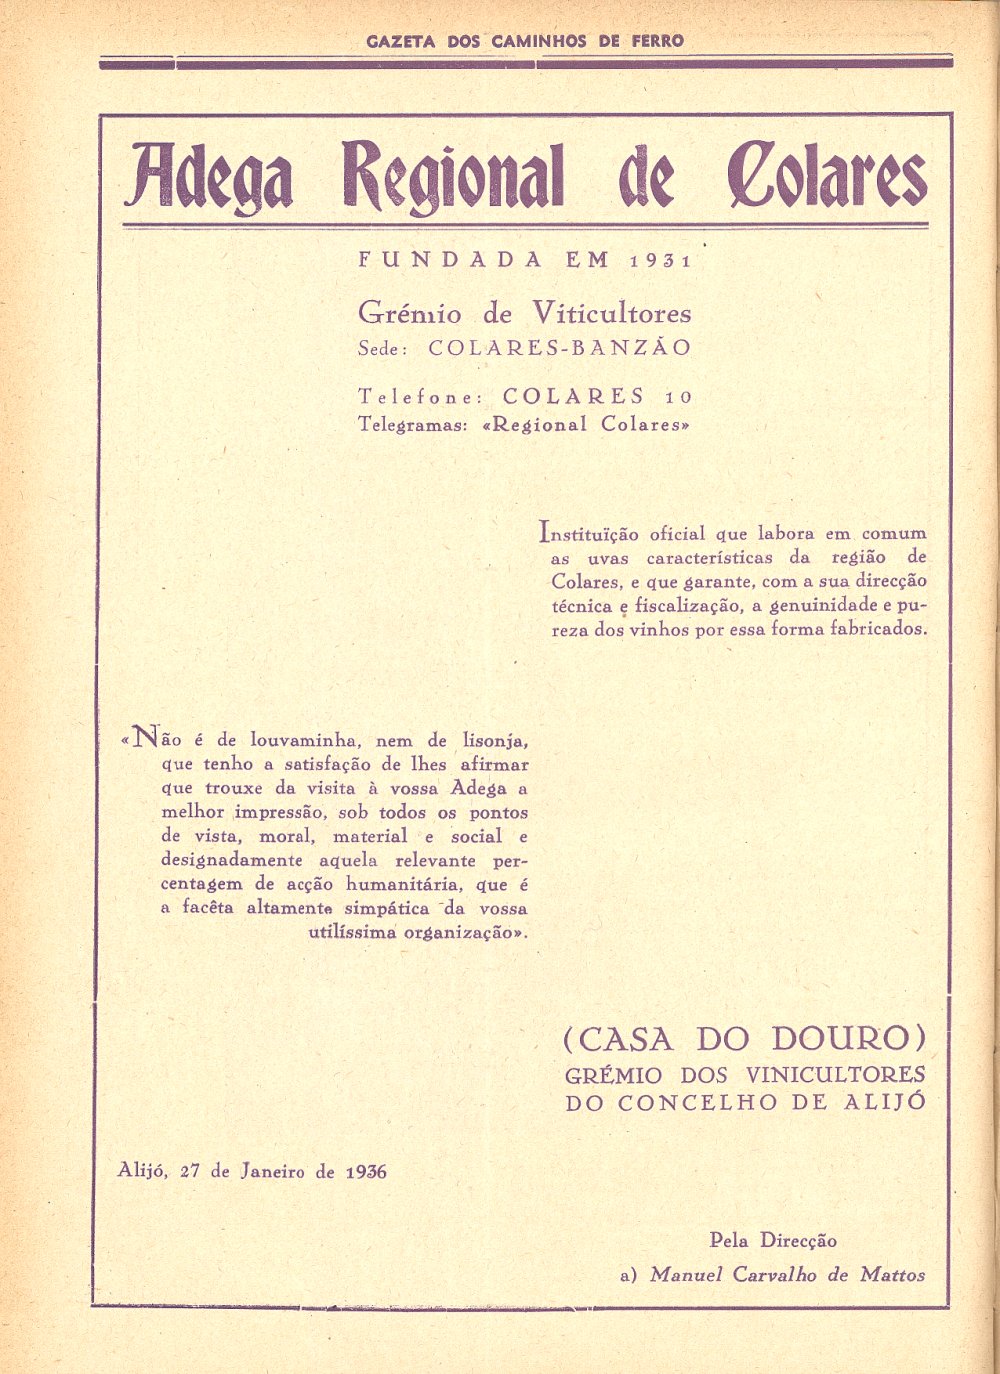 GAZETA DOS CAMINHOS DE FERRO
Adega Regional de Colares
FUNDADA EM 1931
Grémio de Viticultores
Sede: COLARES-BANZÃO
Telefone: COLARES 10
Telegramas: «Regional Colares»
Instituïção oficial que labora em comum
as uvas características da região de
Colares, e que garante, com a sua direcção
técnica e fiscalização, a genuinidade e pu-
reza dos vinhos por essa forma fabricados.
«Não é de louvaminha, nem de lisonja,
que tenho a satisfação de lhes afirmar
que trouxe da visita à vossa Adega a
melhor impressão, sob todos os pontos
de vista, moral, material e social e
designadamente aquela relevante per-
centagem de acção humanitária, que é
a facêta altamente simpática da vossa
utilíssima organização».
(CASA DO DOURO)
GRÉMIO DOS VINICULTORES
DO CONCELHO DE ALIJÓ
Alijó, 27 de Janeiro de 1936
Pela Direcção
a) Manuel Carvalho de Mattos